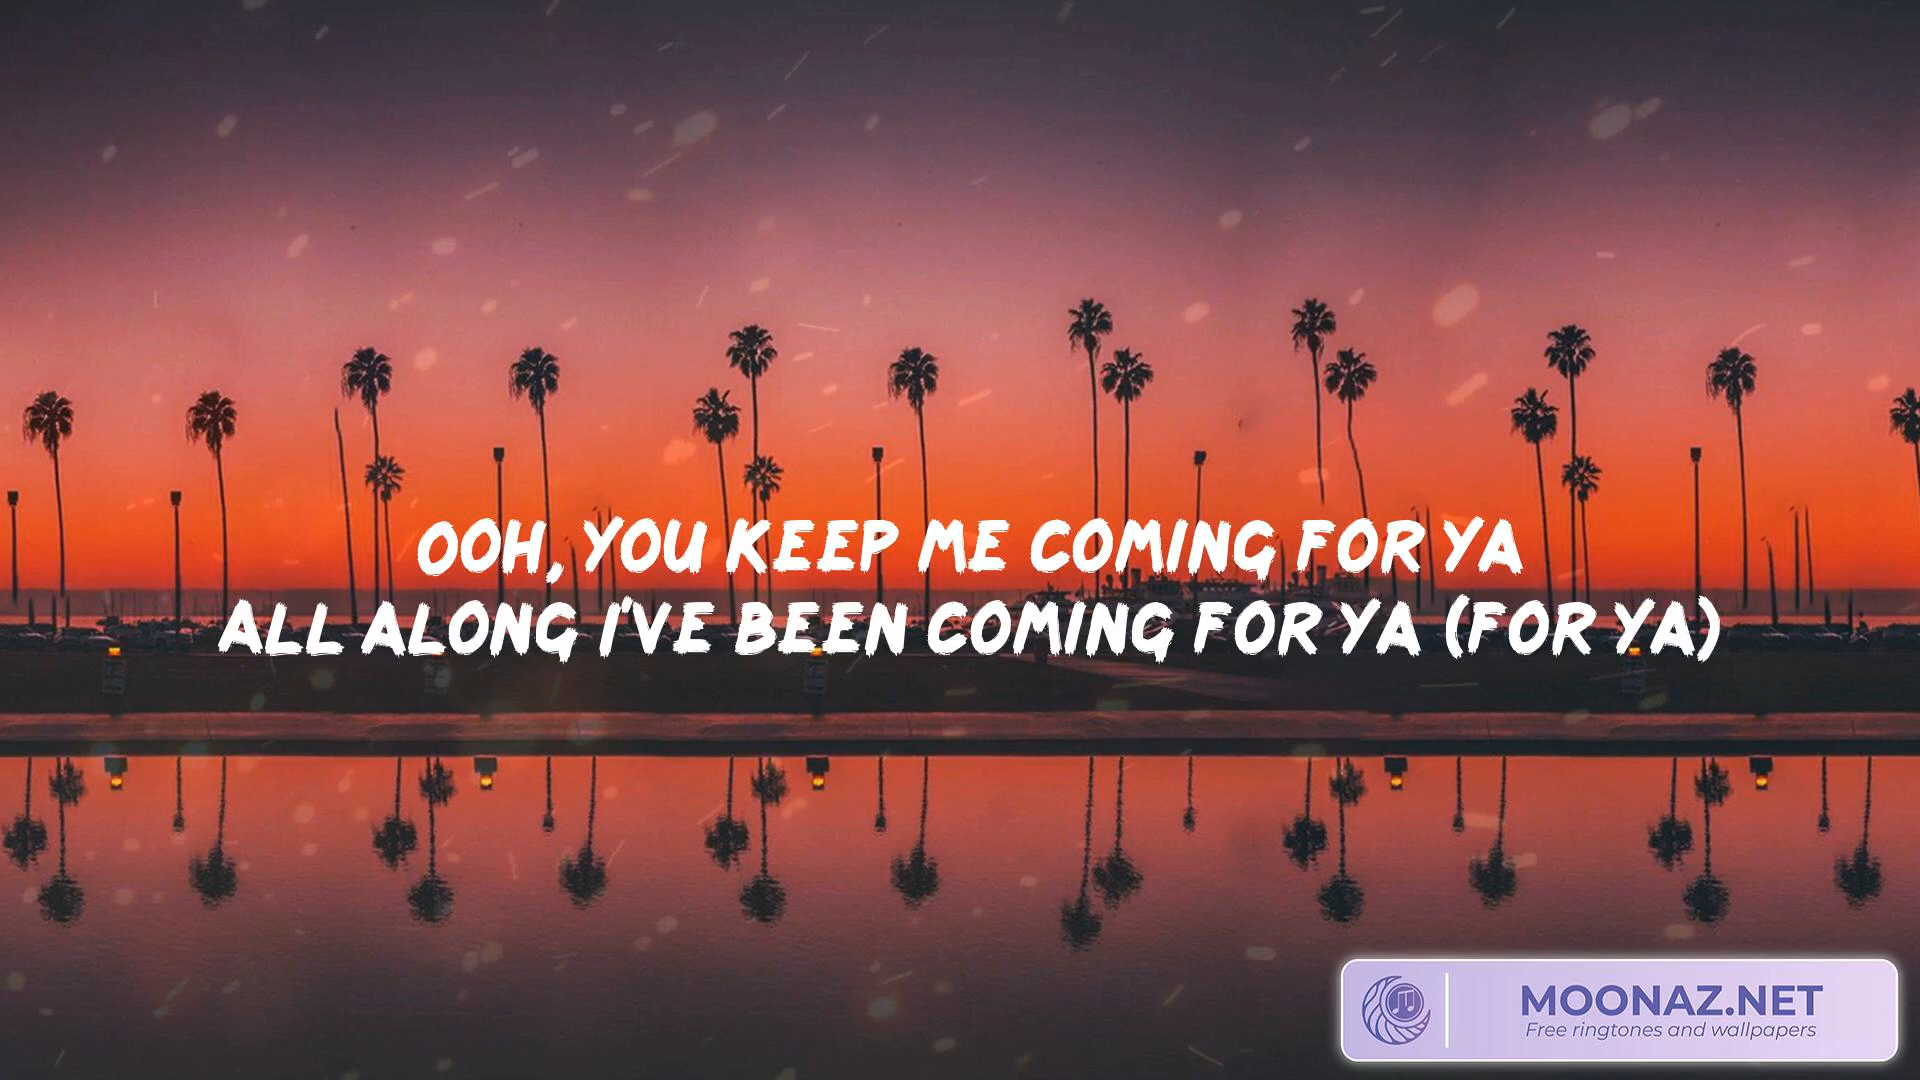 OOH, YOU KEEP ME COMING FOR YA
ALL ALONG I'VE BEEN COMING FOR YA (FOR YA)
MOONAZ.NET
Free ringtones and wallpapers